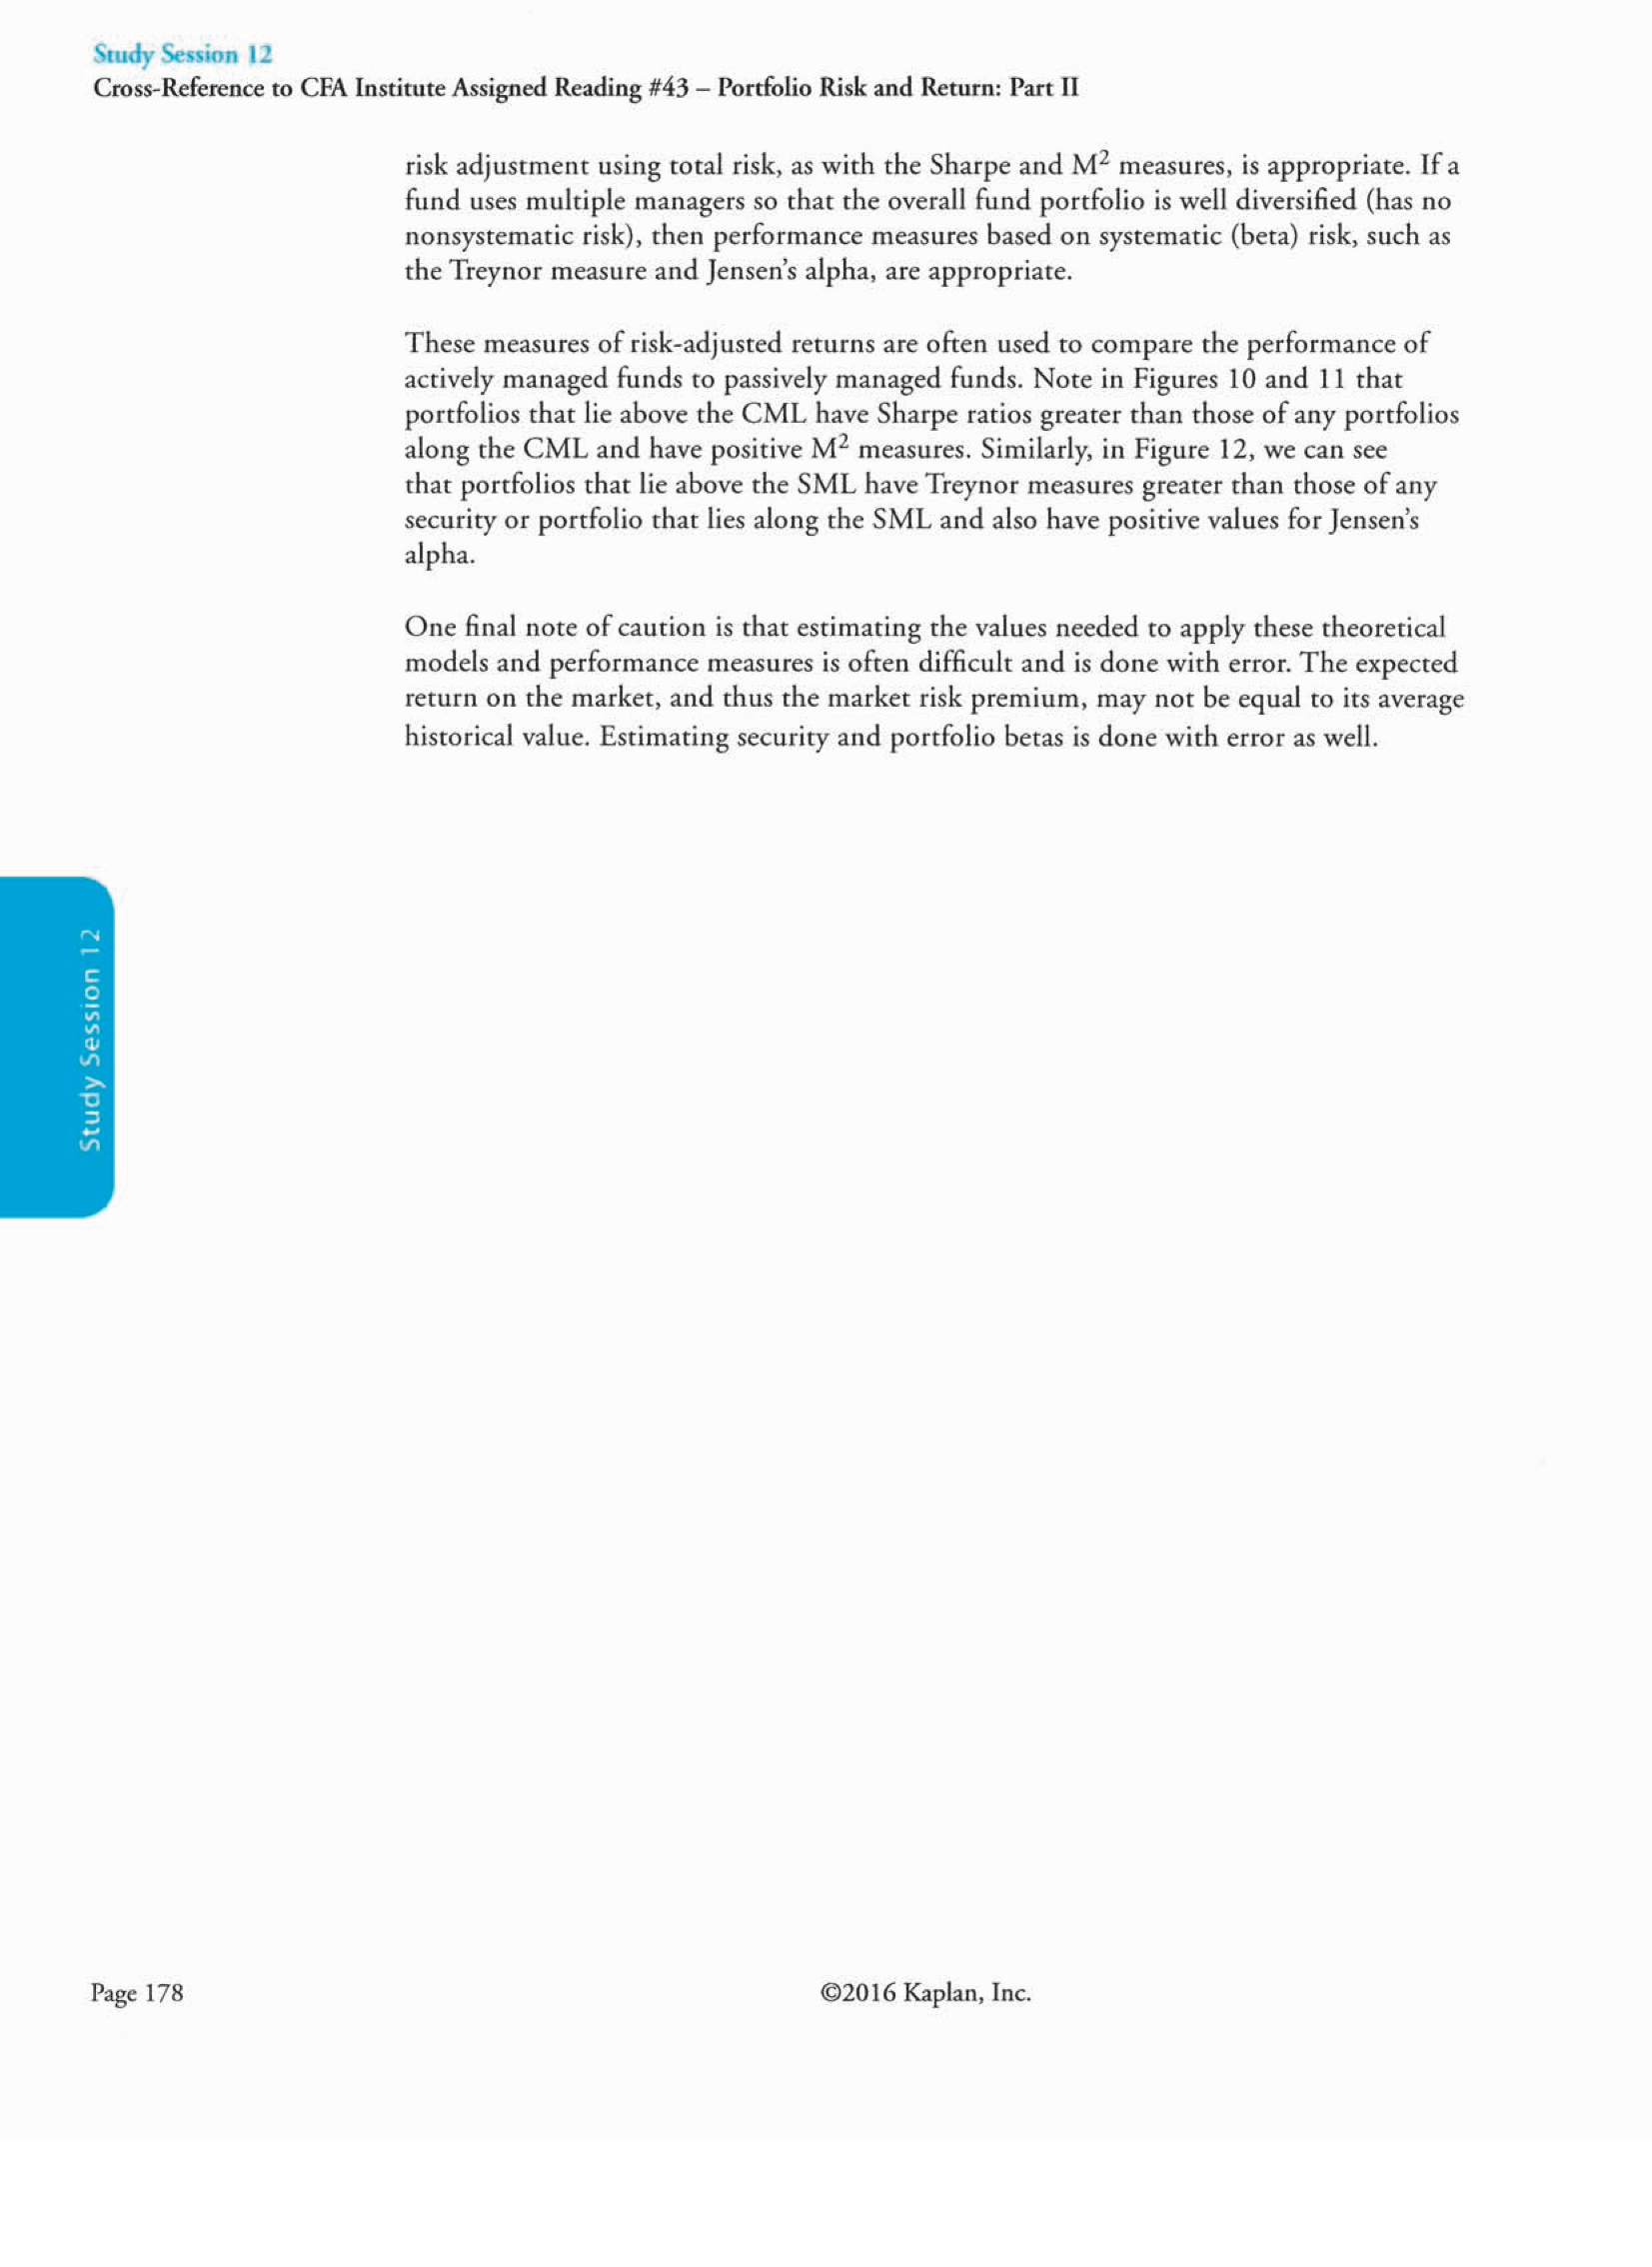 Study Session 12
Cross-Reference to CFA Institute Assigned Reading #43 – Portfolio Risk and Return: Part II
risk adjustment using total risk, as with the Sharpe and M² measures, is appropriate. If a
fund uses multiple managers so that the overall fund portfolio is well diversified (has no
nonsystematic risk), then performance measures based on systematic (beta) risk, such as
the Treynor measure and Jensen's alpha, are appropriate.
These measures of risk-adjusted returns are often used to compare the performance of
actively managed funds to passively managed funds. Note in Figures 10 and 11 that
portfolios that lie above the CML have Sharpe ratios greater than those of any portfolios
along the CML and have positive M² measures. Similarly, in Figure 12, we can see
that portfolios that lie above the SML have Treynor measures greater than those of any
security or portfolio that lies along the SML and also have positive values for Jensen's
alpha.
One final note of caution is that estimating the values needed to apply these theoretical
models and performance measures is often difficult and is done with error. The expected
return on the market, and thus the market risk premium, may not be equal to its average
historical value. Estimating security and portfolio betas is done with error as well.
Study Session 12
Page 178
©2016 Kaplan, Inc.